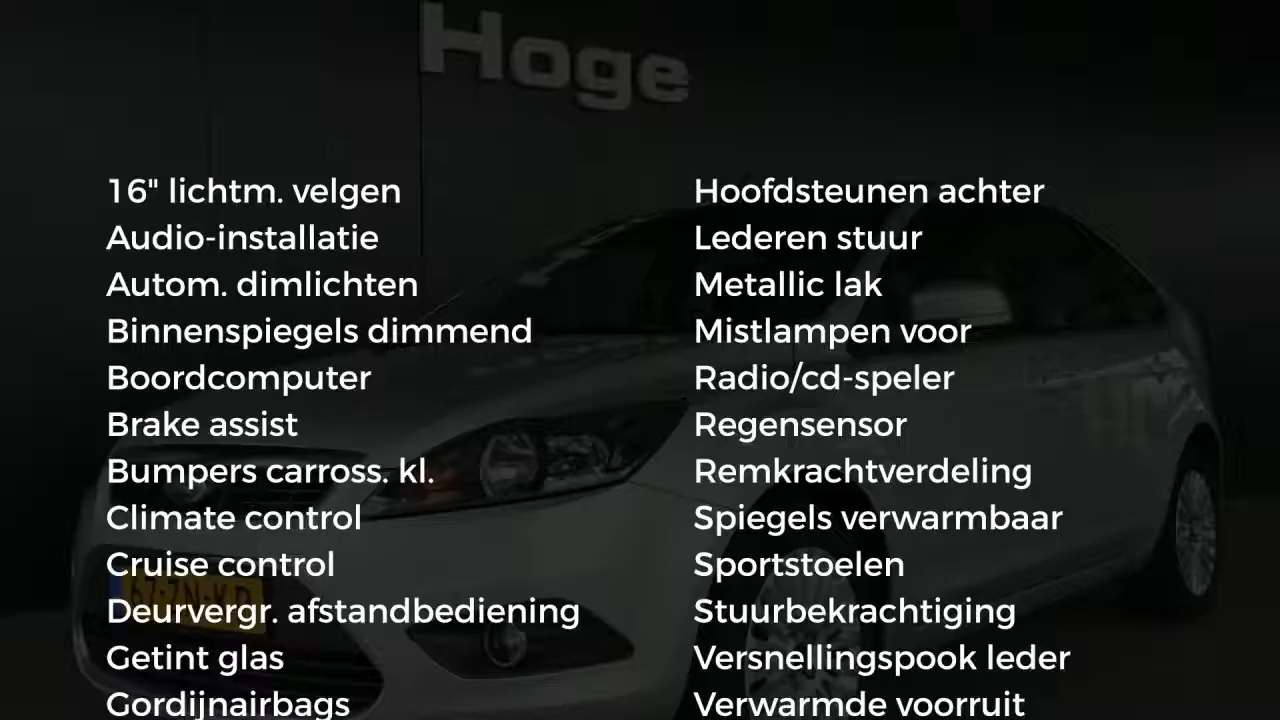 Hoge
16" lichtm. velgen
Audio-installatie
Autom. dimlichten
Binnenspiegels dimmend
Boordcomputer
Brake assist
Bumpers carross. kl.
Climate control
Cruise control
Deurvergr. afstandbediening
Getint glas
Gordijnairbags
Hoofdsteunen achter
Lederen stuur
Metallic lak
Mistlampen voor
Radio/cd-speler
Regensensor
Remkrachtverdeling
Spiegels verwarmbaar
Sportstoelen
Stuurbekrachtiging
Versnellingspook leder
Verwarmde voorruit